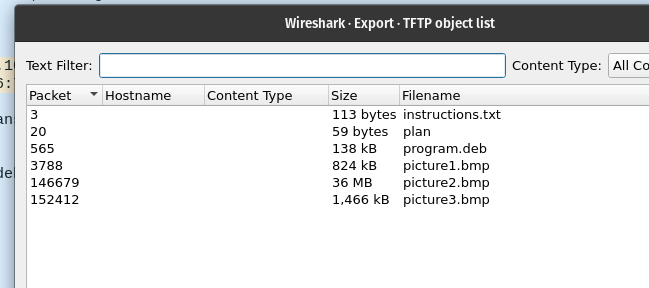 Wireshark · Export · TFTP object list
Text Filter: Content Type: All Co
Packet Hostname Content Type Size Filename
3 113 bytes instructions.txt
20 59 bytes plan
565 138 kB program.deb
3788 824 kB picture1.bmp
146679 36 MB picture2.bmp
152412 1,466 kB picture3.bmp